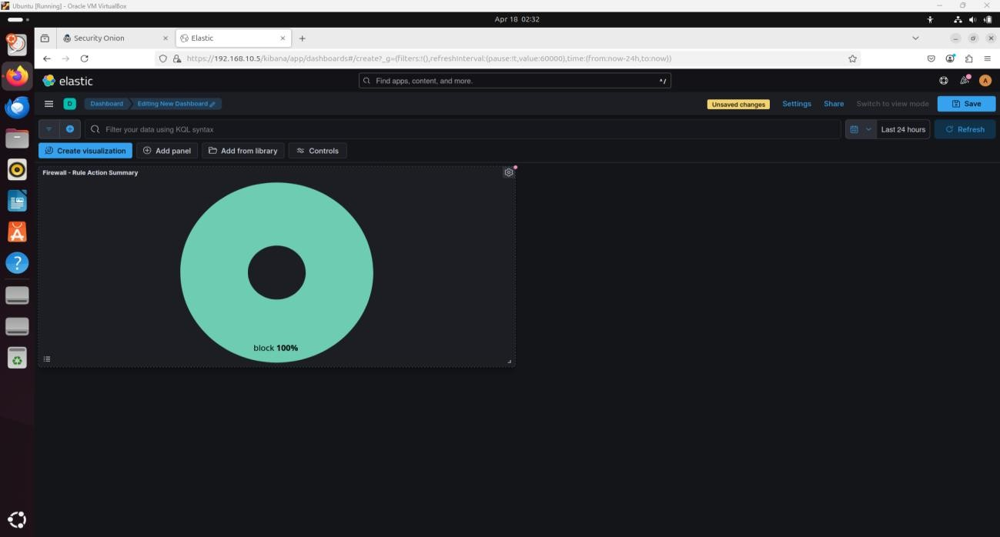 Ubuntu [Running] - Oracle VM VirtualBox
Apr 18 02:32
Security Onion
Elastic
https://192.168.10.5/kibana/app/dashboards#/create?_g=(filters:!(),refreshInterval:(pause:!t,value:60000),time:(from:now-24h,to:now))
elastic
Find apps, content, and more.
^/
A
D
Dashboard
Editing New Dashboard
Unsaved changes
Settings
Share
Switch to view mode
Save
Filter your data using KQL syntax
Last 24 hours
Refresh
Create visualization
Add panel
Add from library
Controls
Firewall - Rule Action Summary
block 100%